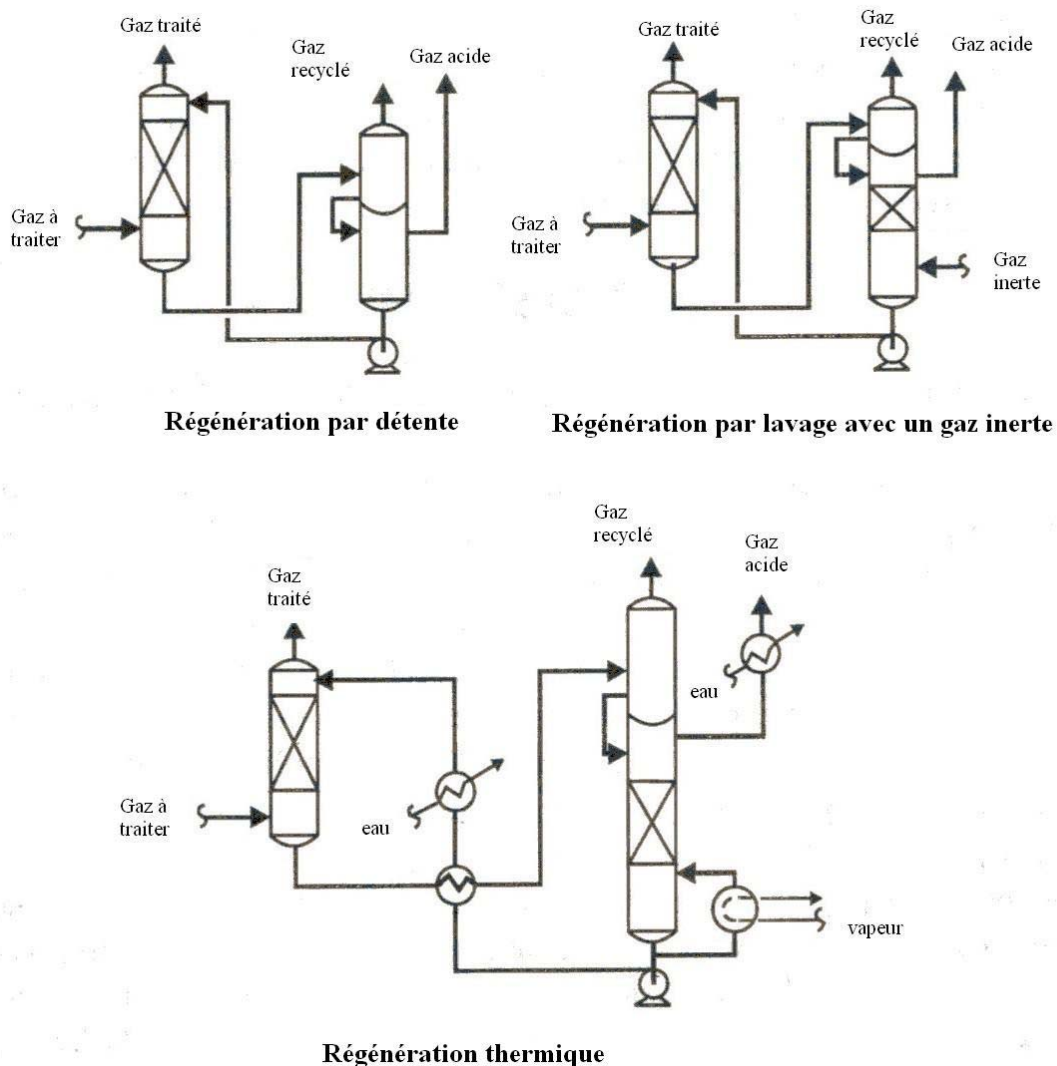 Gaz traité
Gaz
recyclé
Gaz acide
Gaz à
traiter
Régénération par détente
Gaz traité
Gaz
recyclé
Gaz acide
Gaz à
traiter
Gaz
inerte
Régénération par lavage avec un gaz inerte
Gaz
traité
Gaz
recyclé
Gaz
acide
eau
Gaz à
traiter
eau
vapeur
Régénération thermique